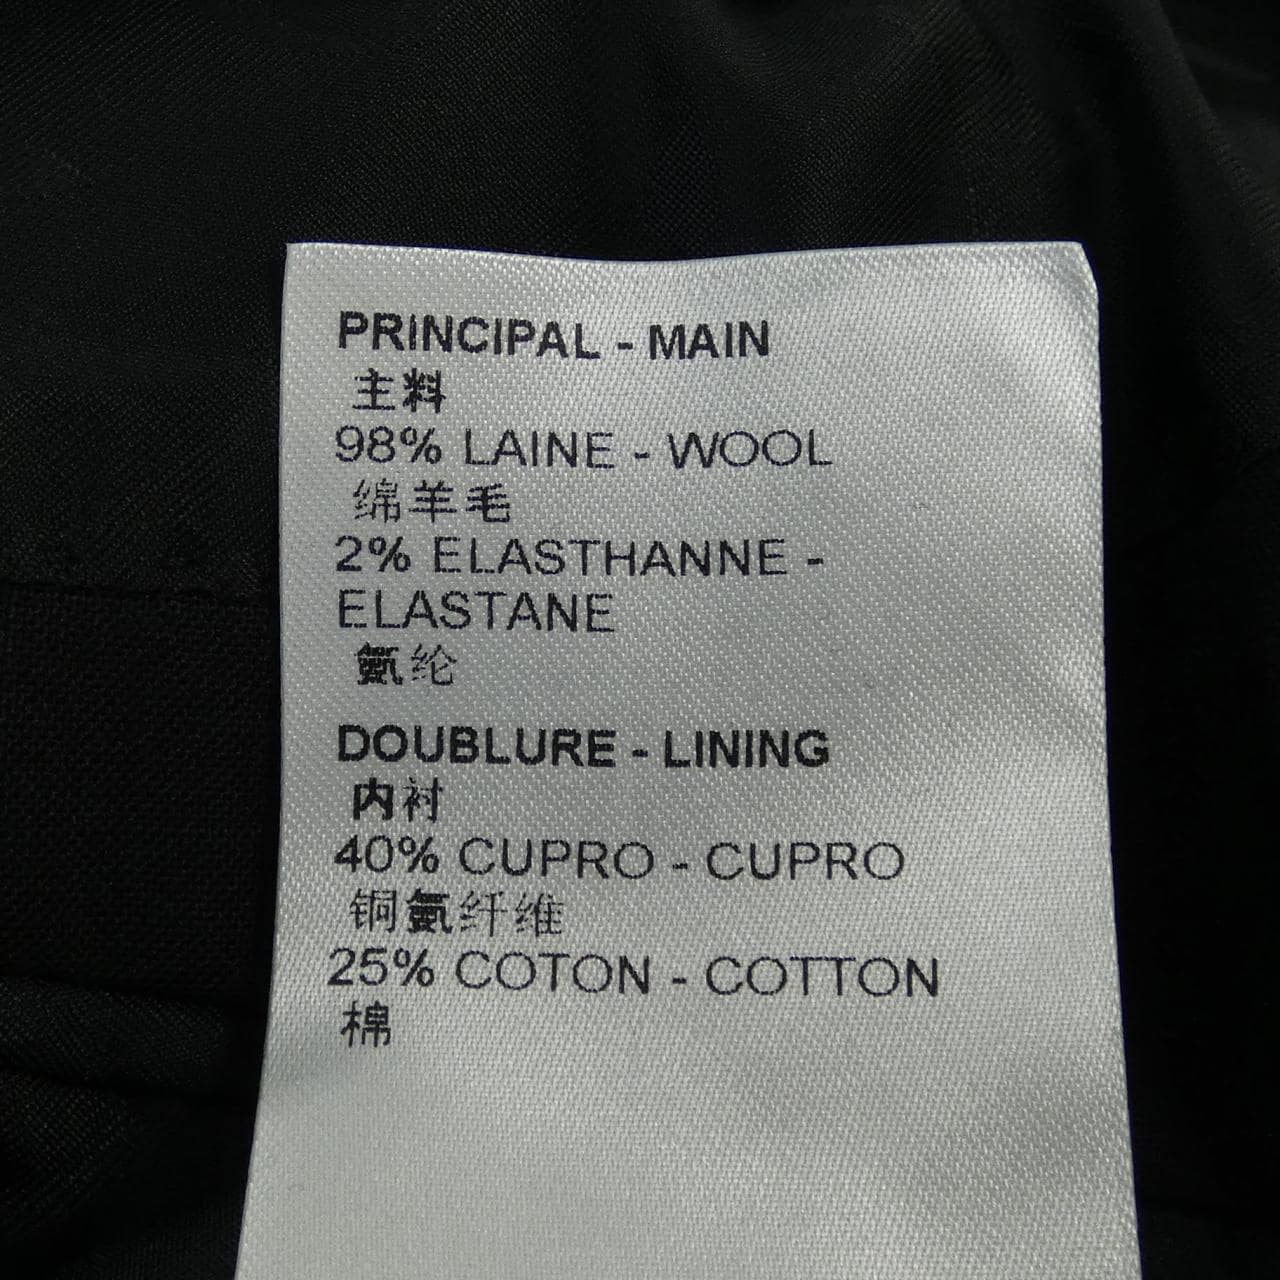 PRINCIPAL - MAIN
主料
98% LAINE - WOOL
绵羊毛
2% ELASTHANNE -
ELASTANE
氨纶
DOUBLURE - LINING
内衬
40% CUPRO - CUPRO
铜氨纤维
25% COTON - COTTON
棉